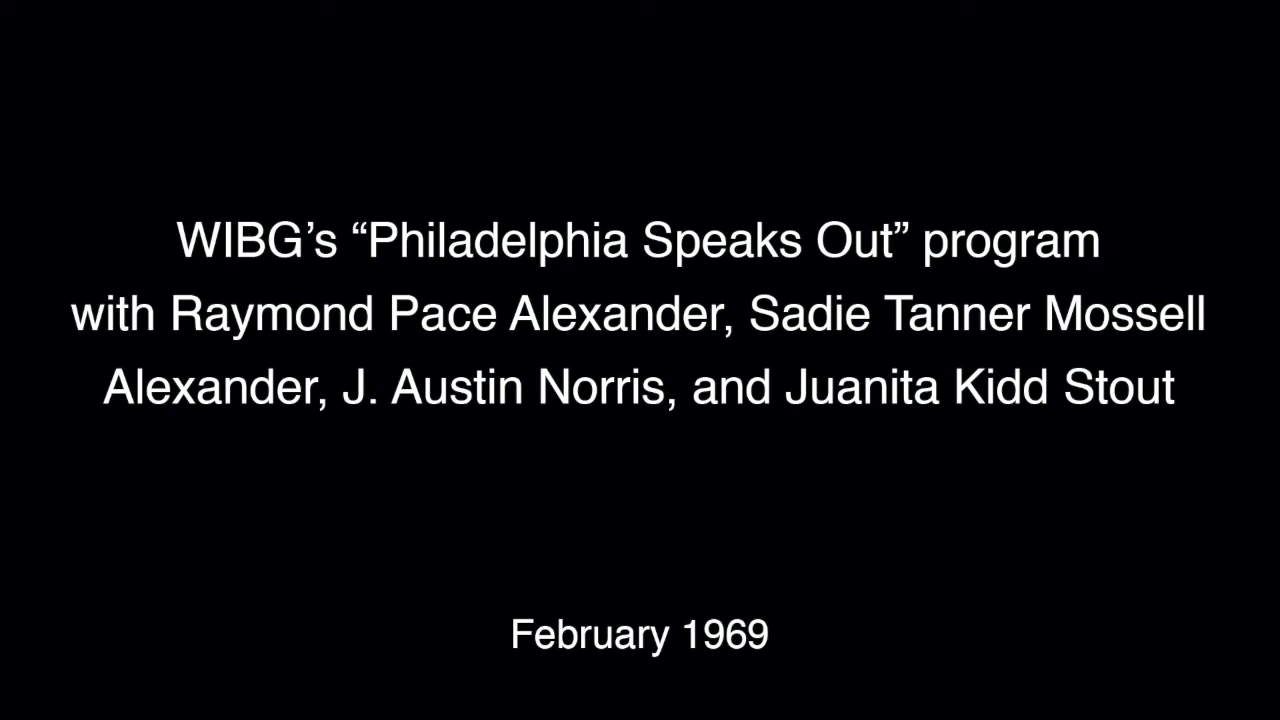 WIBG’s “Philadelphia Speaks Out” program
with Raymond Pace Alexander, Sadie Tanner Mossell
Alexander, J. Austin Norris, and Juanita Kidd Stout
February 1969